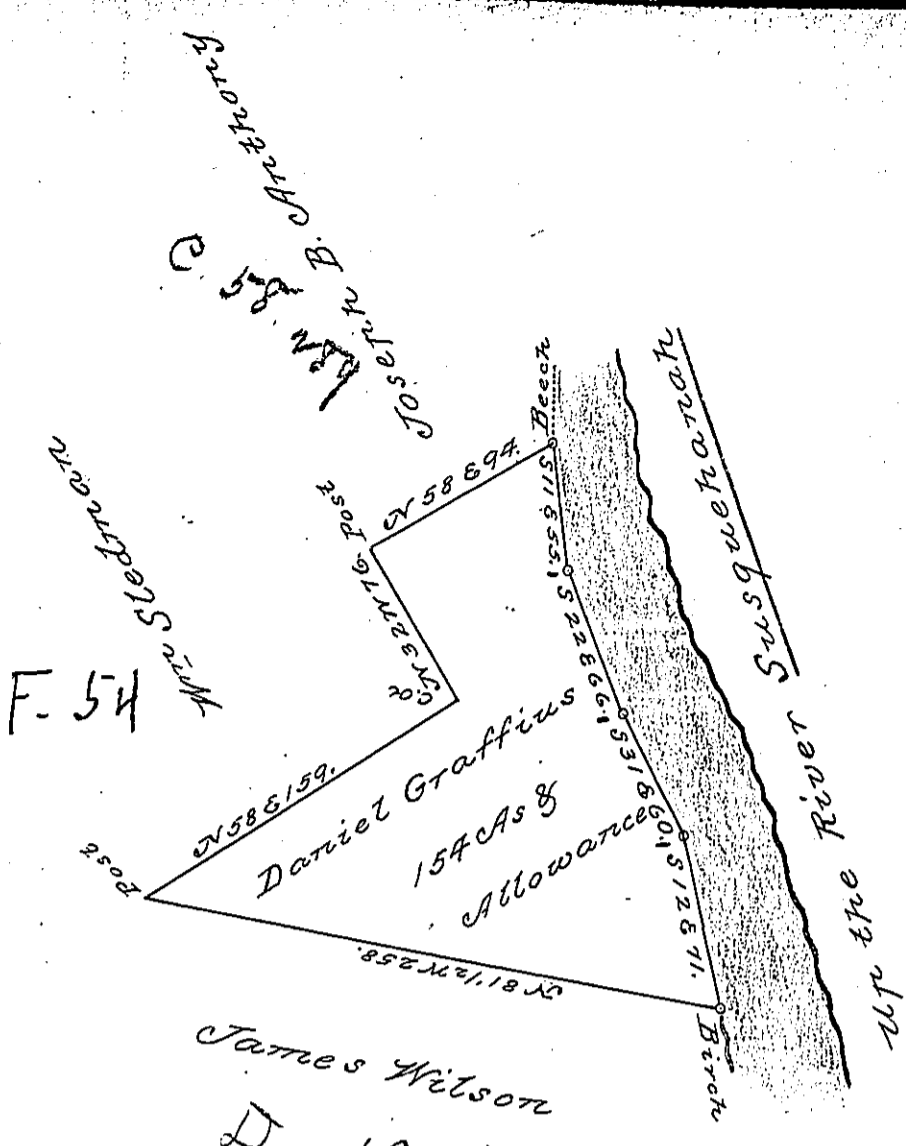 Joseph B. Anthony
C. 58
Wm Sledman
F. 54
Post
N 58 E 94.
Beech
N 32 W 76.
S 11 E 55.
S 22 E 66.
S 31 E 60.
S 12 E 71.
Birch
N 81 1/2 W 258.
Post
N 58 E 159.
Daniel Graffius
154 As &
Allowance
Up the River Susquehanah
James Wilson